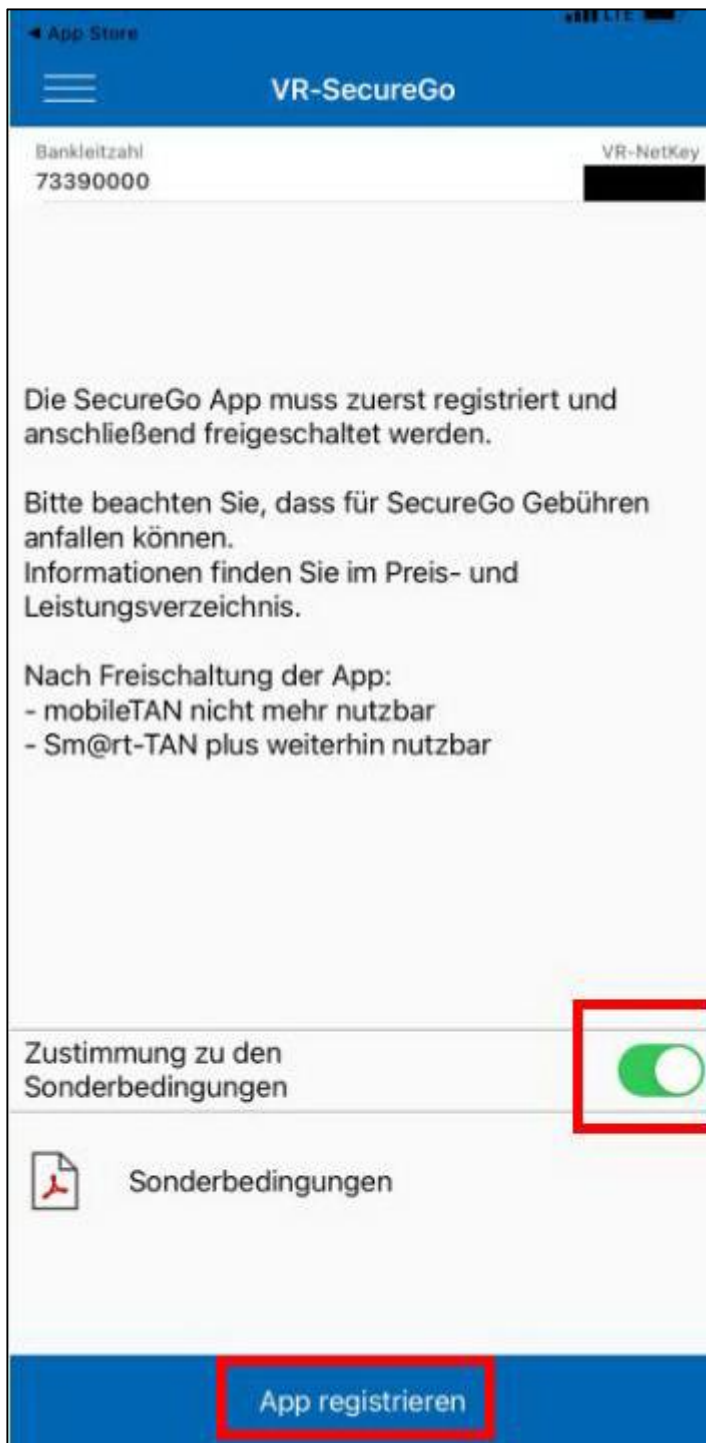 App Store
LTE
VR-SecureGo
Bankleitzahl
VR-NetKey
73390000
Die SecureGo App muss zuerst registriert und
anschließend freigeschaltet werden.
Bitte beachten Sie, dass für SecureGo Gebühren
anfallen können.
Informationen finden Sie im Preis- und
Leistungsverzeichnis.
Nach Freischaltung der App:
- mobileTAN nicht mehr nutzbar
- Sm@rt-TAN plus weiterhin nutzbar
Zustimmung zu den
Sonderbedingungen
Sonderbedingungen
App registrieren